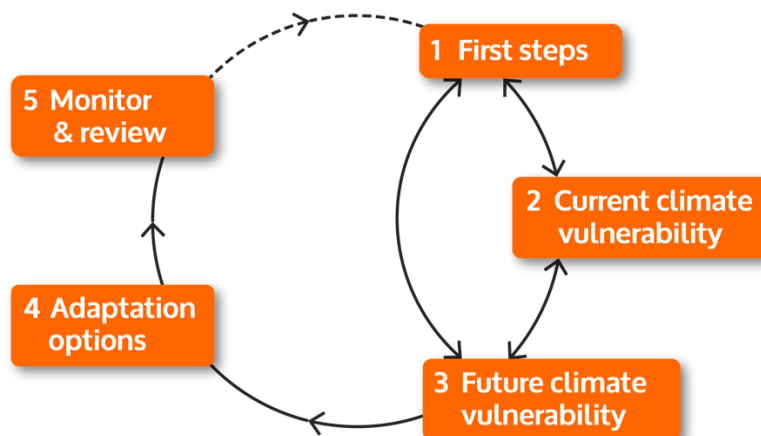 1 First steps
2 Current climate
vulnerability
3 Future climate
vulnerability
4 Adaptation
options
5 Monitor
& review